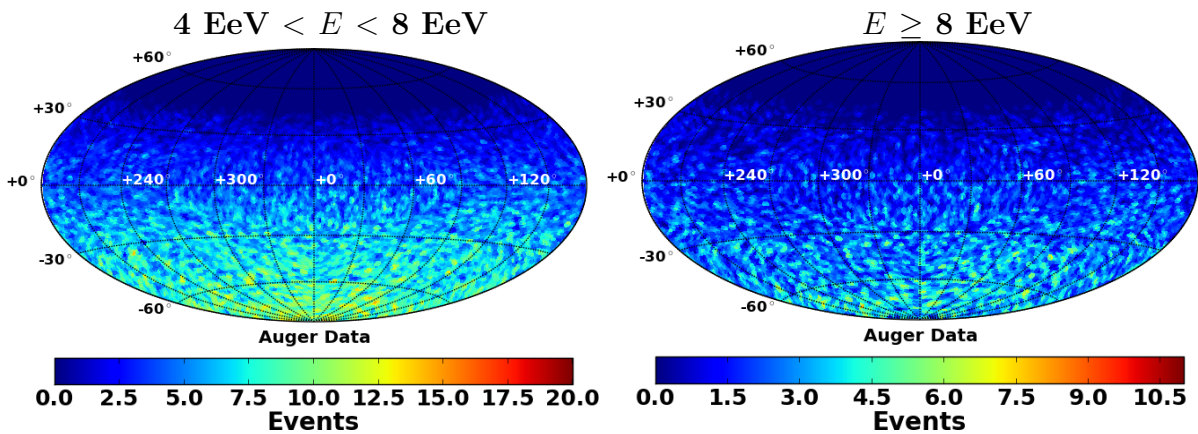 4 EeV < E < 8 EeV
+60°
+30°
+0°
+240° +300° +0° +60° +120°
-30°
-60°
Auger Data
0.0 2.5 5.0 7.5 10.0 12.5 15.0 17.5 20.0
Events
E ≥ 8 EeV
+60°
+30°
+0°
+240° +300° +0° +60° +120°
-30°
-60°
Auger Data
0.0 1.5 3.0 4.5 6.0 7.5 9.0 10.5
Events